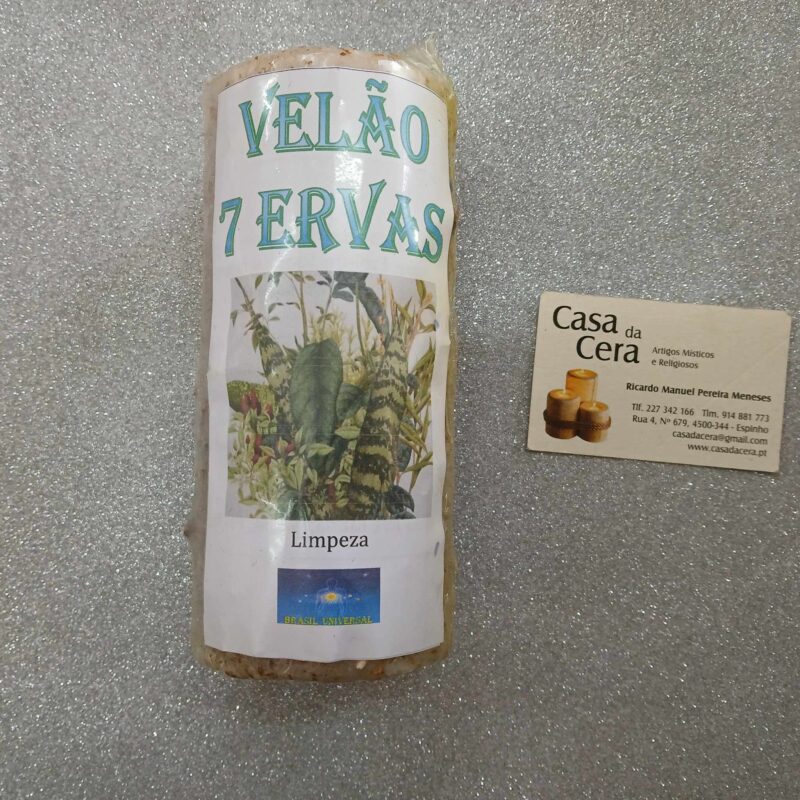 VELÃO
7 ERVAS
Limpeza
BRASIL UNIVERSAL
Casa da
Cera
Artigos Místicos
e Religiosos
Ricardo Manuel Pereira Meneses
Tlf. 227 342 166 Tlm. 914 881 773
Rua 4, Nº 679, 4500-344 - Espinho
casadacera@gmail.com
www.casadacera.pt